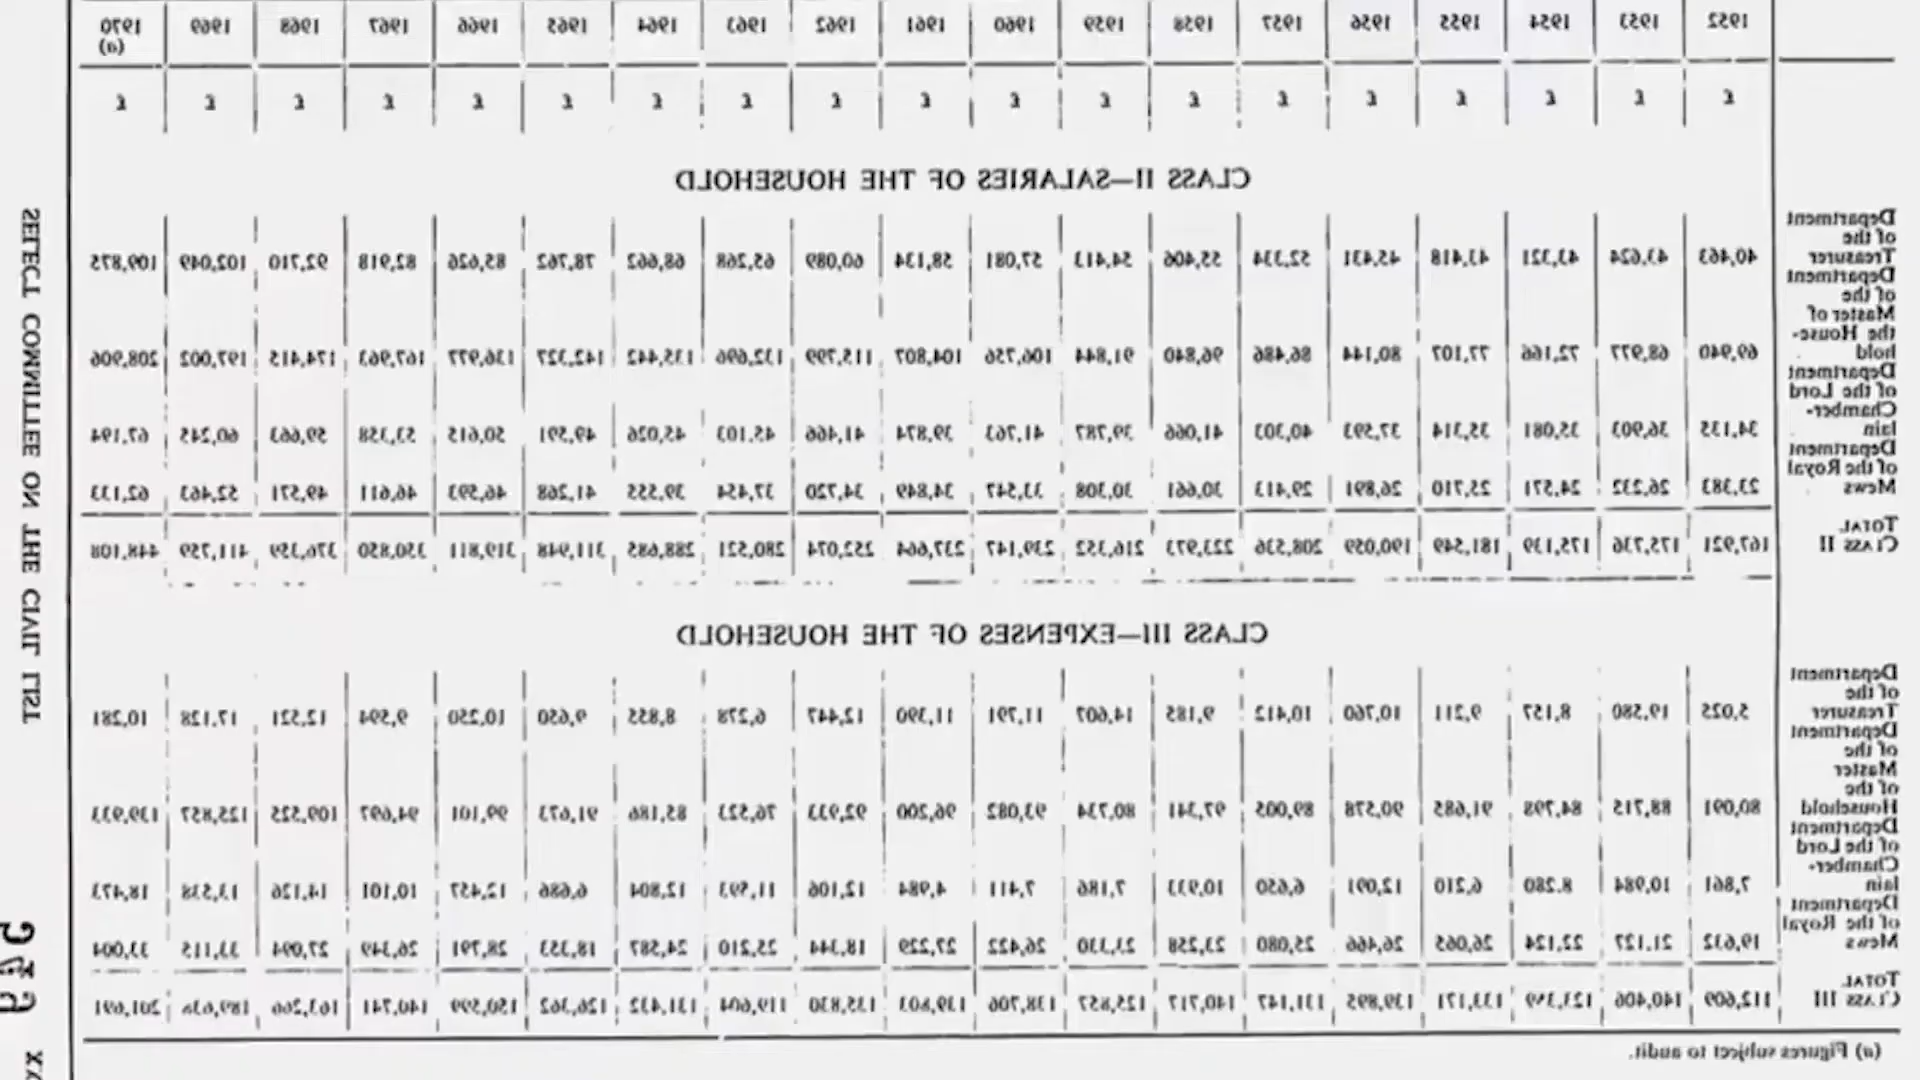 1952 1953 1954 1955 1956 1957 1958 1959 1960 1961 1962 1963 1964 1965 1966 1967 1968 1969 1970
(a)
£ £ £ £ £ £ £ £ £ £ £ £ £ £ £ £ £ £ £
CLASS II—SALARIES OF THE HOUSEHOLD
Department
of the
Treasurer 40,463 43,624 43,321 43,418 45,431 52,334 55,406 54,413 57,081 58,134 60,089 65,268 68,662 78,762 85,626 82,918 92,710 102,049 109,875
Department
of the
Master of
the House-
hold 69,940 68,977 72,166 77,107 80,144 86,486 96,840 91,844 106,756 104,807 115,799 132,696 135,442 142,327 136,977 167,963 174,415 197,002 208,906
Department
of the Lord
Chamber-
lain 34,135 36,903 35,081 35,314 37,593 40,303 41,066 39,787 41,763 39,874 41,466 45,103 45,026 49,591 50,615 53,358 59,663 60,245 67,194
Department
of the Royal
Mews 23,383 26,232 24,571 25,710 26,891 29,413 30,661 30,308 33,547 34,849 34,720 37,454 39,555 41,268 46,593 46,611 49,571 52,463 62,133
TOTAL
CLASS II 167,921 175,736 175,139 181,549 190,059 208,536 223,973 216,352 239,147 237,664 252,074 280,521 288,685 311,948 319,811 350,850 376,359 411,759 448,108
CLASS III—EXPENSES OF THE HOUSEHOLD
Department
of the
Treasurer 5,025 19,580 8,157 9,211 10,760 10,412 9,185 14,607 11,791 11,390 12,447 6,278 8,855 9,650 10,250 9,594 12,521 17,128 10,281
Department
of the
Master
of the
Household 80,091 88,715 84,798 91,685 90,578 89,005 97,341 80,734 93,082 96,200 92,933 76,523 85,186 91,673 99,101 94,697 109,525 125,857 139,933
Department
of the Lord
Chamber-
lain 7,861 10,984 8,280 6,210 12,091 6,650 10,933 7,186 7,411 4,984 12,106 11,593 12,804 6,686 12,457 10,101 14,126 13,538 18,473
Department
of the Royal
Mews 19,632 21,127 22,124 26,065 26,466 25,080 23,258 23,330 26,422 27,229 18,344 25,210 24,587 18,353 28,791 26,349 27,094 33,115 33,004
TOTAL
CLASS III 112,609 140,406 123,359 133,171 139,895 131,147 140,717 125,857 138,706 139,803 135,830 119,604 131,432 126,362 150,599 140,741 163,266 189,638 201,691
(a) Figures subject to audit.
SELECT COMMITTEE ON THE CIVIL LIST